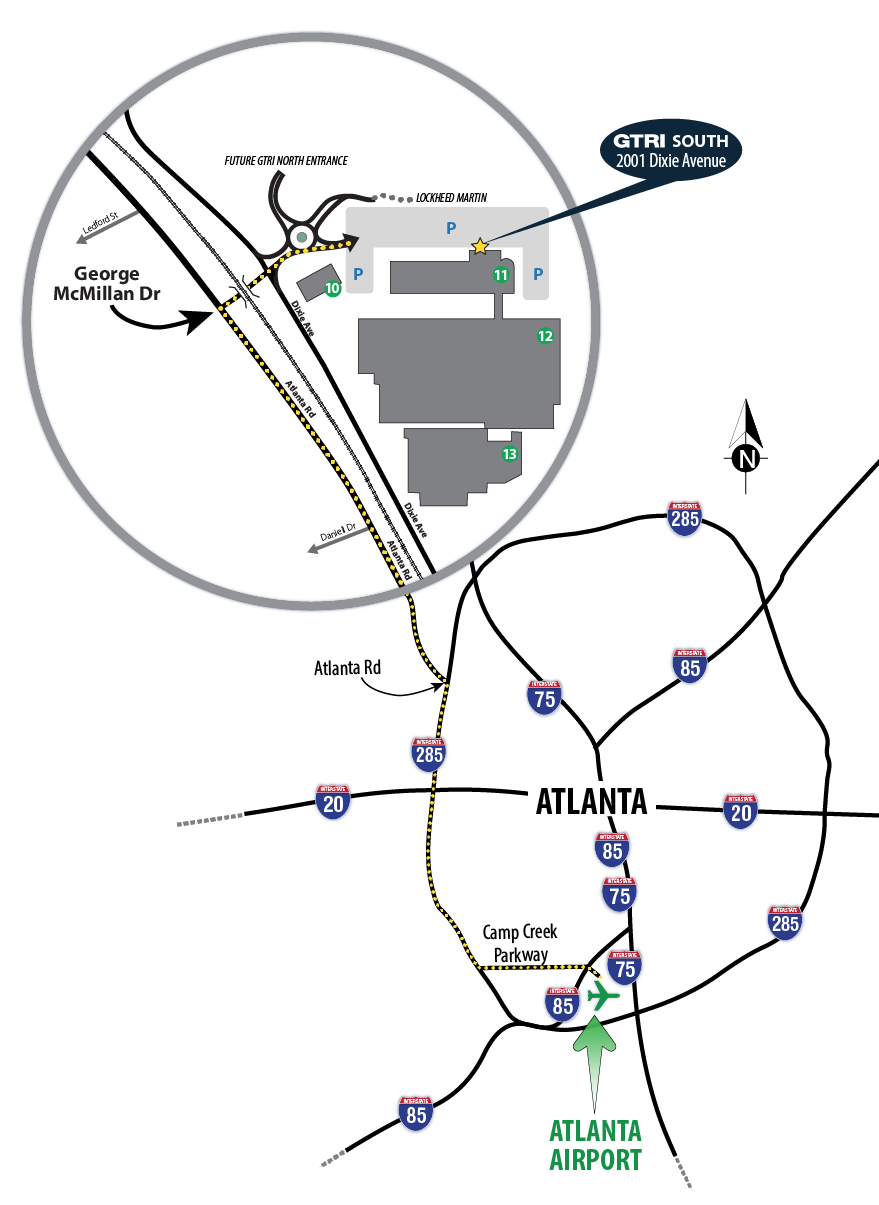 GTRI SOUTH
2001 Dixie Avenue
FUTURE GTRI NORTH ENTRANCE
LOCKHEED MARTIN
Ledford St
P
P
P
George
McMillan Dr
10
11
12
13
Dixie Ave
Atlanta Rd
Dixie Ave
Daniell Dr
Atlanta Rd
N
INTERSTATE
285
Atlanta Rd
INTERSTATE
85
INTERSTATE
75
INTERSTATE
285
INTERSTATE
20
ATLANTA
INTERSTATE
20
INTERSTATE
85
INTERSTATE
75
INTERSTATE
285
Camp Creek
Parkway
INTERSTATE
75
INTERSTATE
85
INTERSTATE
85
ATLANTA
AIRPORT